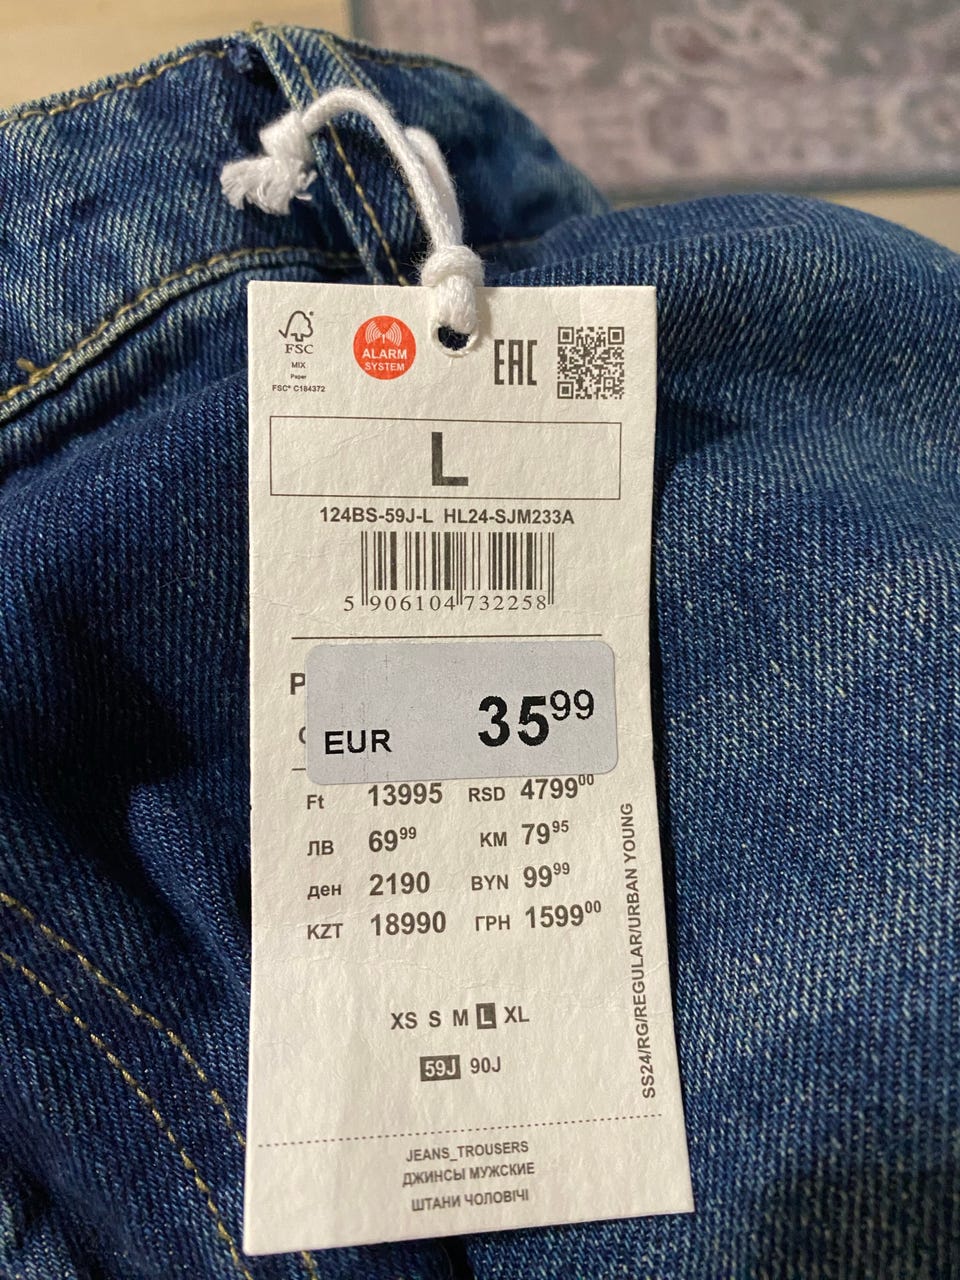 FSC
MIX
Paper
FSC® C184372
ALARM
SYSTEM
EAC
L
124BS-59J-L HL24-SJM233A
5 906104 732258
P
EUR 35⁹⁹
Ft 13995 RSD 4799⁰⁰
ЛВ 69⁹⁹ KM 79⁹⁵
ден 2190 BYN 99⁹⁹
KZT 18990 ГРН 1599⁰⁰
SS24/RG/REGULAR/URBAN YOUNG
XS S M L XL
59J 90J
JEANS_TROUSERS
ДЖИНСЫ МУЖСКИЕ
ШТАНИ ЧОЛОВІЧІ